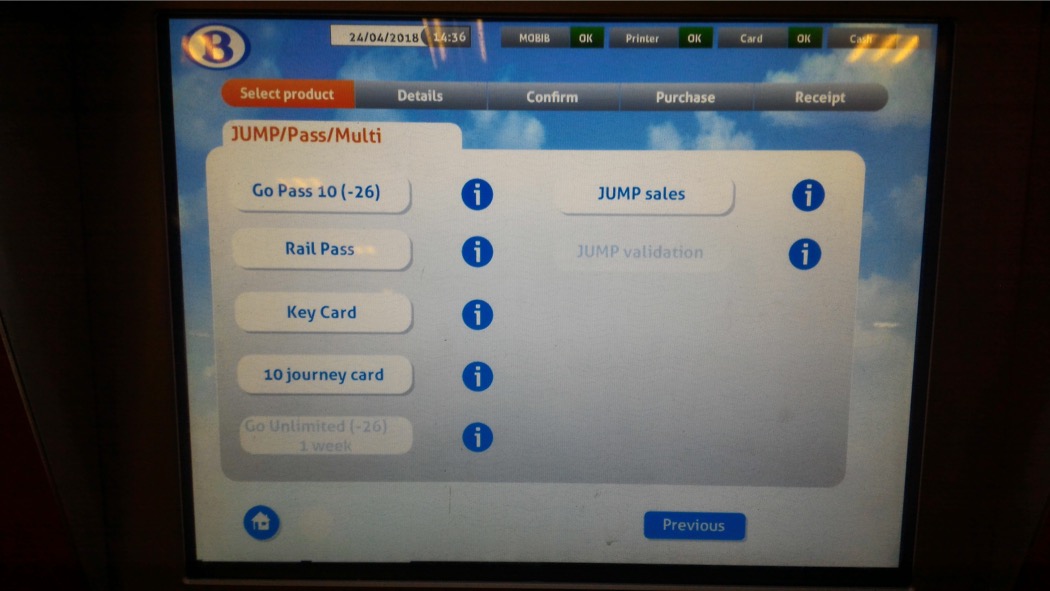 B
24/04/2018 14:36 MOBIB OK Printer OK Card OK Cash
Select product Details Confirm Purchase Receipt
JUMP/Pass/Multi
Go Pass 10 (-26) i JUMP sales i
Rail Pass i JUMP validation i
Key Card i
10 journey card i
Go Unlimited (-26)
1 week i
Previous